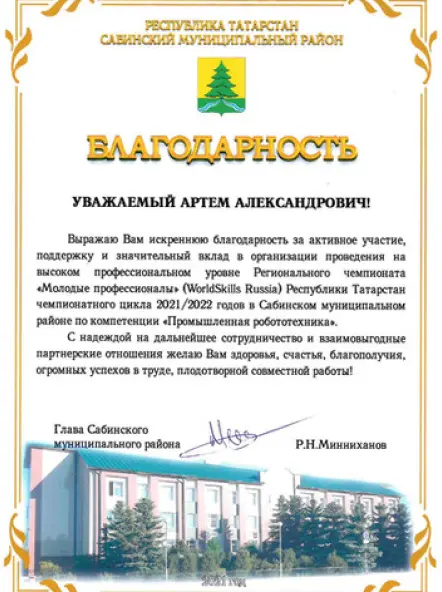 РЕСПУБЛИКА ТАТАРСТАН
САБИНСКИЙ МУНИЦИПАЛЬНЫЙ РАЙОН
БЛАГОДАРНОСТЬ
УВАЖАЕМЫЙ АРТЕМ АЛЕКСАНДРОВИЧ!
Выражаю Вам искреннюю благодарность за активное участие,
поддержку и значительный вклад в организации проведения на
высоком профессиональном уровне Регионального чемпионата
«Молодые профессионалы» (WorldSkills Russia) Республики Татарстан
чемпионатного цикла 2021/2022 годов в Сабинском муниципальном
районе по компетенции «Промышленная робототехника».
С надеждой на дальнейшее сотрудничество и взаимовыгодные
партнерские отношения желаю Вам здоровья, счастья, благополучия,
огромных успехов в труде, плодотворной совместной работы!
Глава Сабинского
муниципального района Р.Н.Минниханов
2021 год